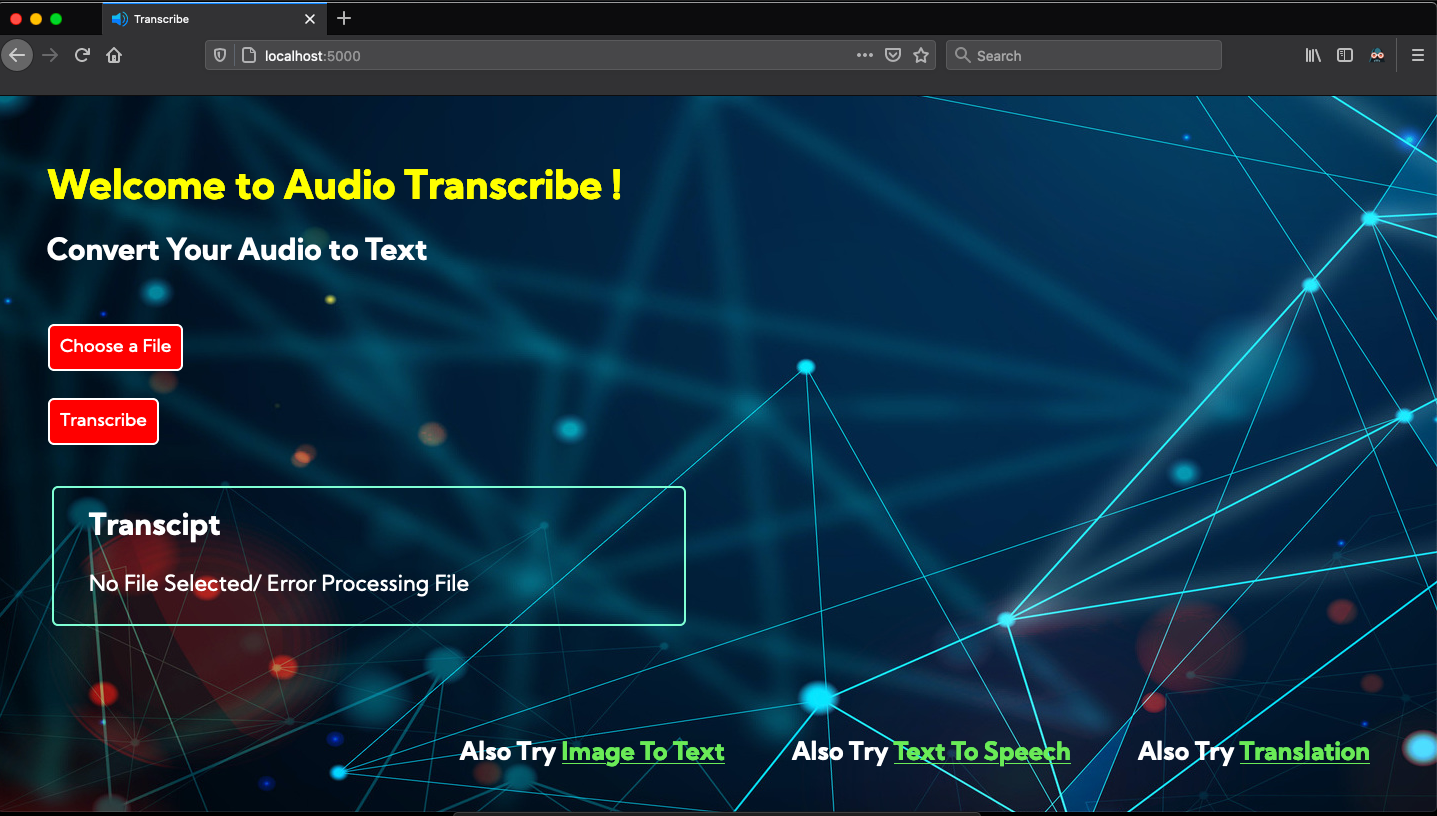 Transcribe
localhost:5000
Search
Welcome to Audio Transcribe !
Convert Your Audio to Text
Choose a File
Transcribe
Transcipt
No File Selected/ Error Processing File
Also Try Image To Text
Also Try Text To Speech
Also Try Translation